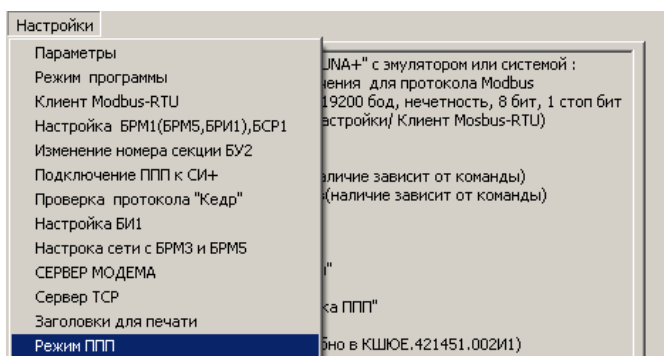 Настройки
Параметры
Режим программы
Клиент Modbus-RTU
Настройка БРМ1(БРМ5,БРИ1),БСР1
Изменение номера секции БУ2
Подключение ППП к СИ+
Проверка протокола "Кедр"
Настройка БИ1
Настрока сети с БРМ3 и БРМ5
СЕРВЕР МОДЕМА
Сервер TCP
Заголовки для печати
Режим ППП
UNA+" с эмулятором или системой :
чения для протокола Modbus
19200 бод, нечетность, 8 бит, 1 стоп бит
астройки/ Клиент Mosbus-RTU)
аличие зависит от команды)
(наличие зависит от команды)
"
ка ППП"
бно в КШЮЕ.421451.002И1)